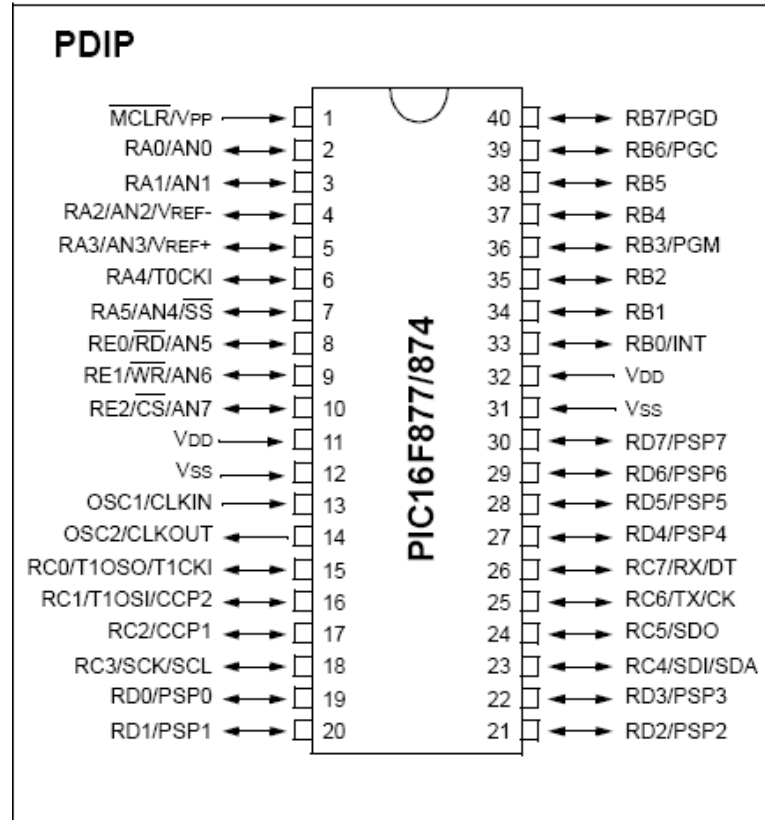 PDIP
MCLR/VPP 1 40 RB7/PGD
RA0/AN0 2 39 RB6/PGC
RA1/AN1 3 38 RB5
RA2/AN2/VREF- 4 37 RB4
RA3/AN3/VREF+ 5 36 RB3/PGM
RA4/T0CKI 6 35 RB2
RA5/AN4/SS 7 34 RB1
RE0/RD/AN5 8 33 RB0/INT
RE1/WR/AN6 9 32 VDD
RE2/CS/AN7 10 31 VSS
VDD 11 30 RD7/PSP7
VSS 12 29 RD6/PSP6
OSC1/CLKIN 13 28 RD5/PSP5
OSC2/CLKOUT 14 27 RD4/PSP4
RC0/T1OSO/T1CKI 15 26 RC7/RX/DT
RC1/T1OSI/CCP2 16 25 RC6/TX/CK
RC2/CCP1 17 24 RC5/SDO
RC3/SCK/SCL 18 23 RC4/SDI/SDA
RD0/PSP0 19 22 RD3/PSP3
RD1/PSP1 20 21 RD2/PSP2
PIC16F877/874